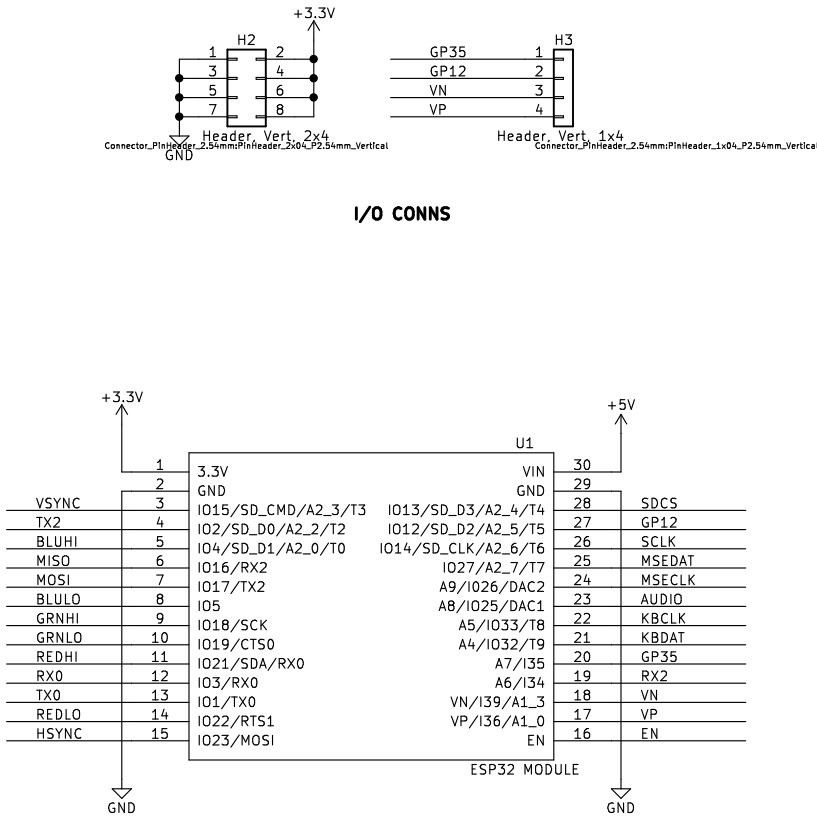 +3.3V
H2
H3
1 2 GP35 1
3 4 GP12 2
5 6 VN 3
7 8 VP 4
Header, Vert, 2x4
Header, Vert, 1x4
Connector_PinHeader_2.54mm:PinHeader_2x04_P2.54mm_Vertical
Connector_PinHeader_2.54mm:PinHeader_1x04_P2.54mm_Vertical
GND
I/O CONNS
+3.3V
+5V
U1
1 3.3V VIN 30
2 GND GND 29
VSYNC 3 IO15/SD_CMD/A2_3/T3 IO13/SD_D3/A2_4/T4 28 SDCS
TX2 4 IO2/SD_D0/A2_2/T2 IO12/SD_D2/A2_5/T5 27 GP12
BLUHI 5 IO4/SD_D1/A2_0/T0 IO14/SD_CLK/A2_6/T6 26 SCLK
MISO 6 IO16/RX2 IO27/A2_7/T7 25 MSEDAT
MOSI 7 IO17/TX2 A9/IO26/DAC2 24 MSECLK
BLULO 8 IO5 A8/IO25/DAC1 23 AUDIO
GRNHI 9 IO18/SCK A5/IO33/T8 22 KBCLK
GRNLO 10 IO19/CTS0 A4/IO32/T9 21 KBDAT
REDHI 11 IO21/SDA/RX0 A7/I35 20 GP35
RX0 12 IO3/RX0 A6/I34 19 RX2
TX0 13 IO1/TX0 VN/I39/A1_3 18 VN
REDLO 14 IO22/RTS1 VP/I36/A1_0 17 VP
HSYNC 15 IO23/MOSI EN 16 EN
ESP32 MODULE
GND
GND